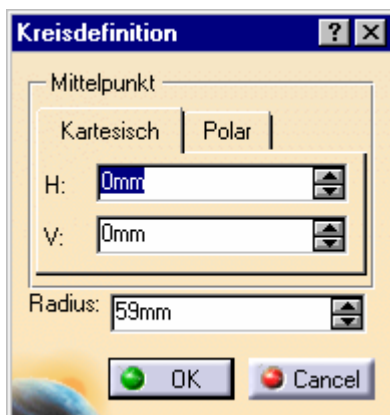 Kreisdefinition
Mittelpunkt
Kartesisch Polar
H: 0mm
V: 0mm
Radius: 59mm
OK Cancel